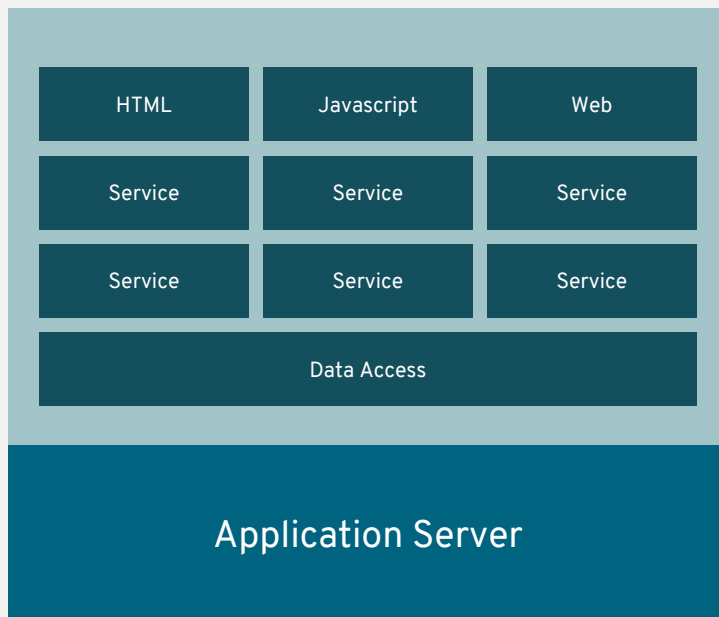 HTML
Javascript
Web
Service
Service
Service
Service
Service
Service
Data Access
Application Server